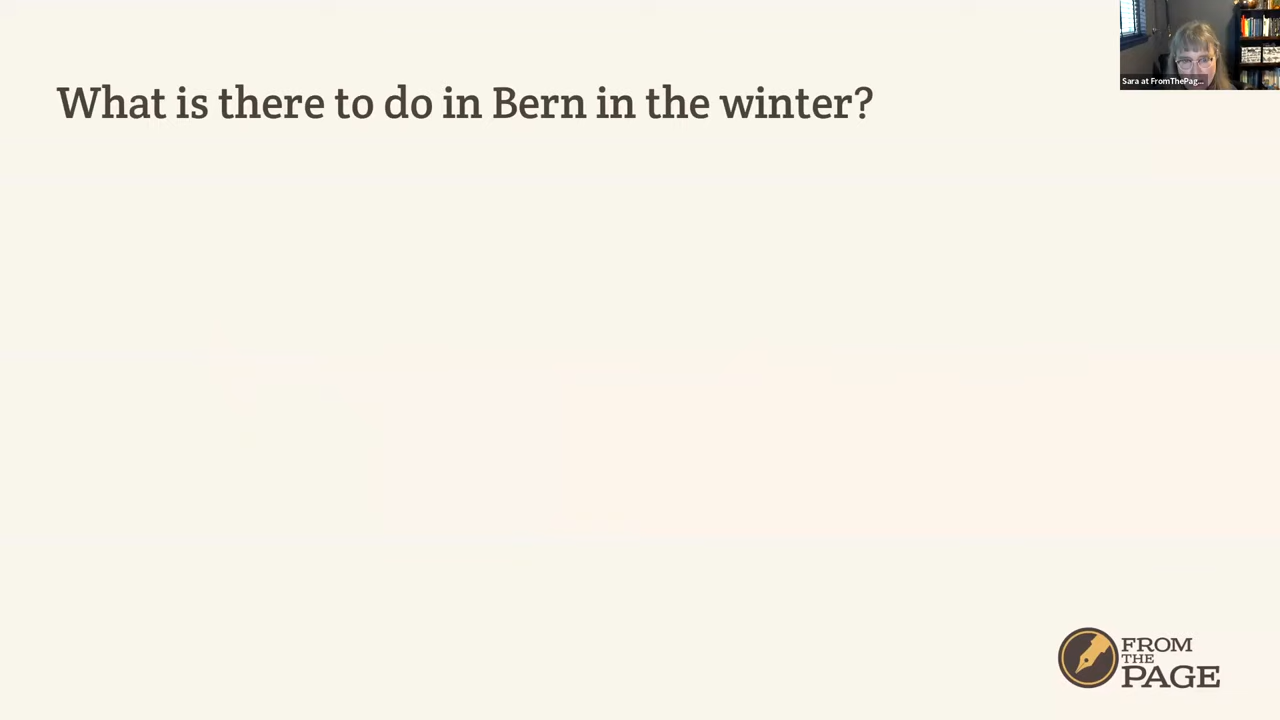 What is there to do in Bern in the winter?
Sara at FromThePag...
FROM
THE
PAGE